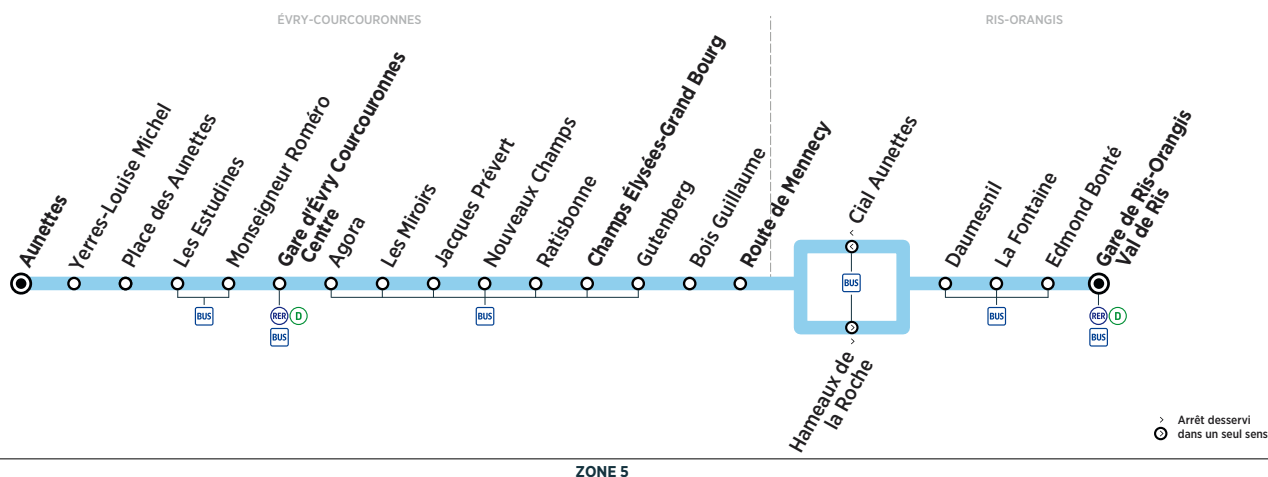 ÉVRY-COURCOURONNES
RIS-ORANGIS
Aunettes
Yerres-Louise Michel
Place des Aunettes
Les Estudines
Monseigneur Roméro
Gare d'Évry Courcouronnes
Centre
Agora
Les Miroirs
Jacques Prévert
Nouveaux Champs
Ratisbonne
Champs Élysées-Grand Bourg
Gutenberg
Bois Guillaume
Route de Mennecy
Cial Aunettes
Hameaux de
la Roche
Daumesnil
La Fontaine
Edmond Bonté
Gare de Ris-Orangis
Val de Ris
BUS
RER D
BUS
BUS
BUS
BUS
RER D
BUS
Arrêt desservi
dans un seul sens
ZONE 5